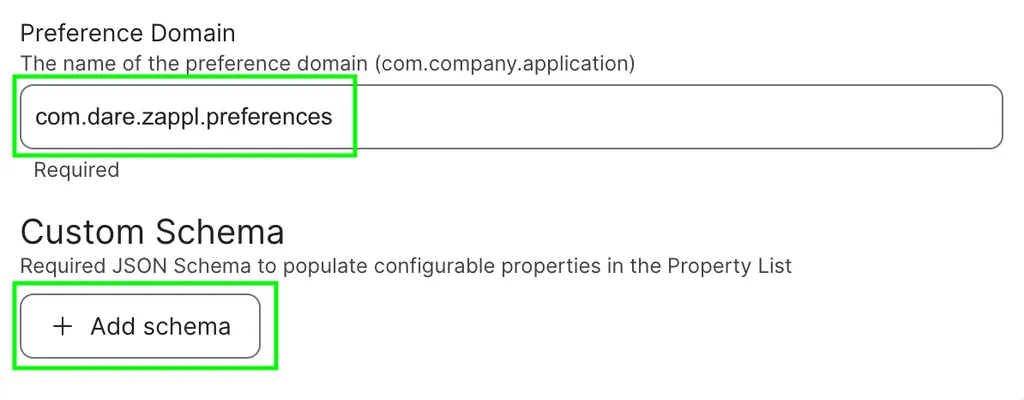 Preference Domain
The name of the preference domain (com.company.application)
com.dare.zappl.preferences
Required
Custom Schema
Required JSON Schema to populate configurable properties in the Property List
+ Add schema